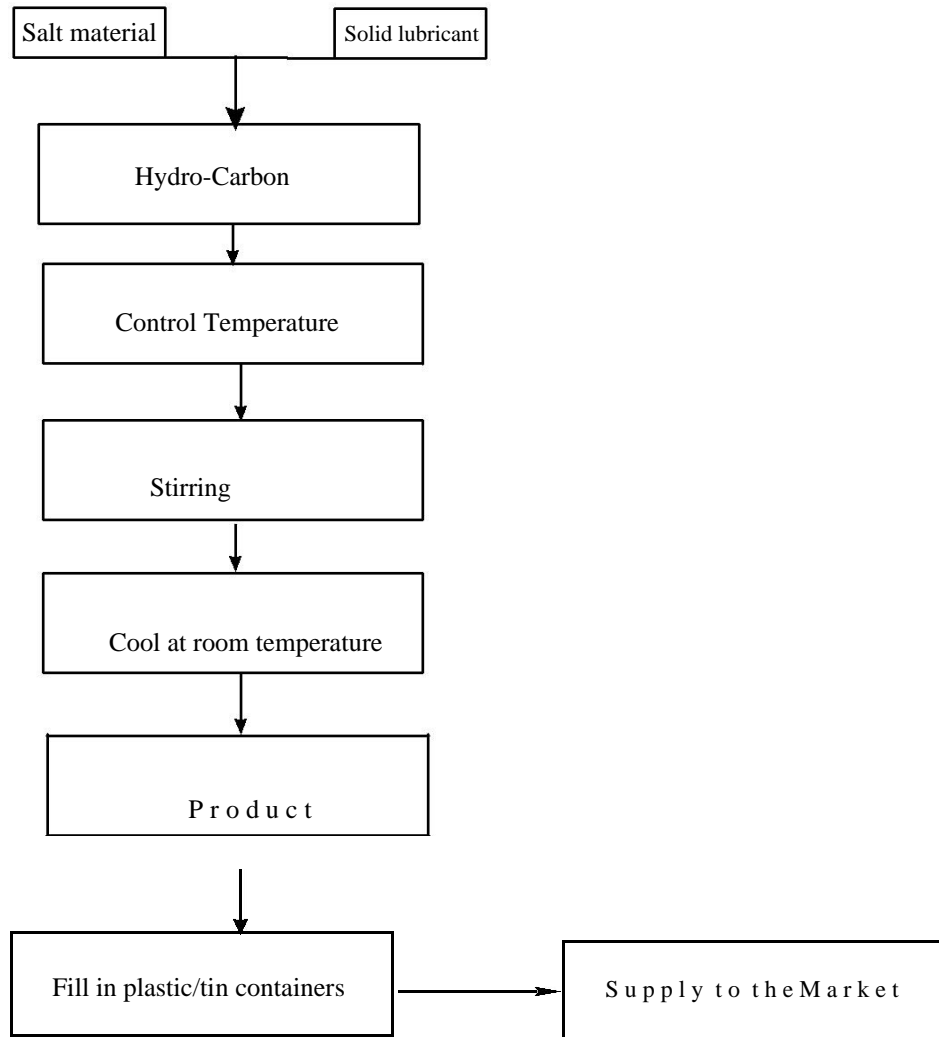 Salt material
Solid lubricant
Hydro-Carbon
Control Temperature
Stirring
Cool at room temperature
P r o d u c t
Fill in plastic/tin containers
S u p p l y t o t h e M a r k e t